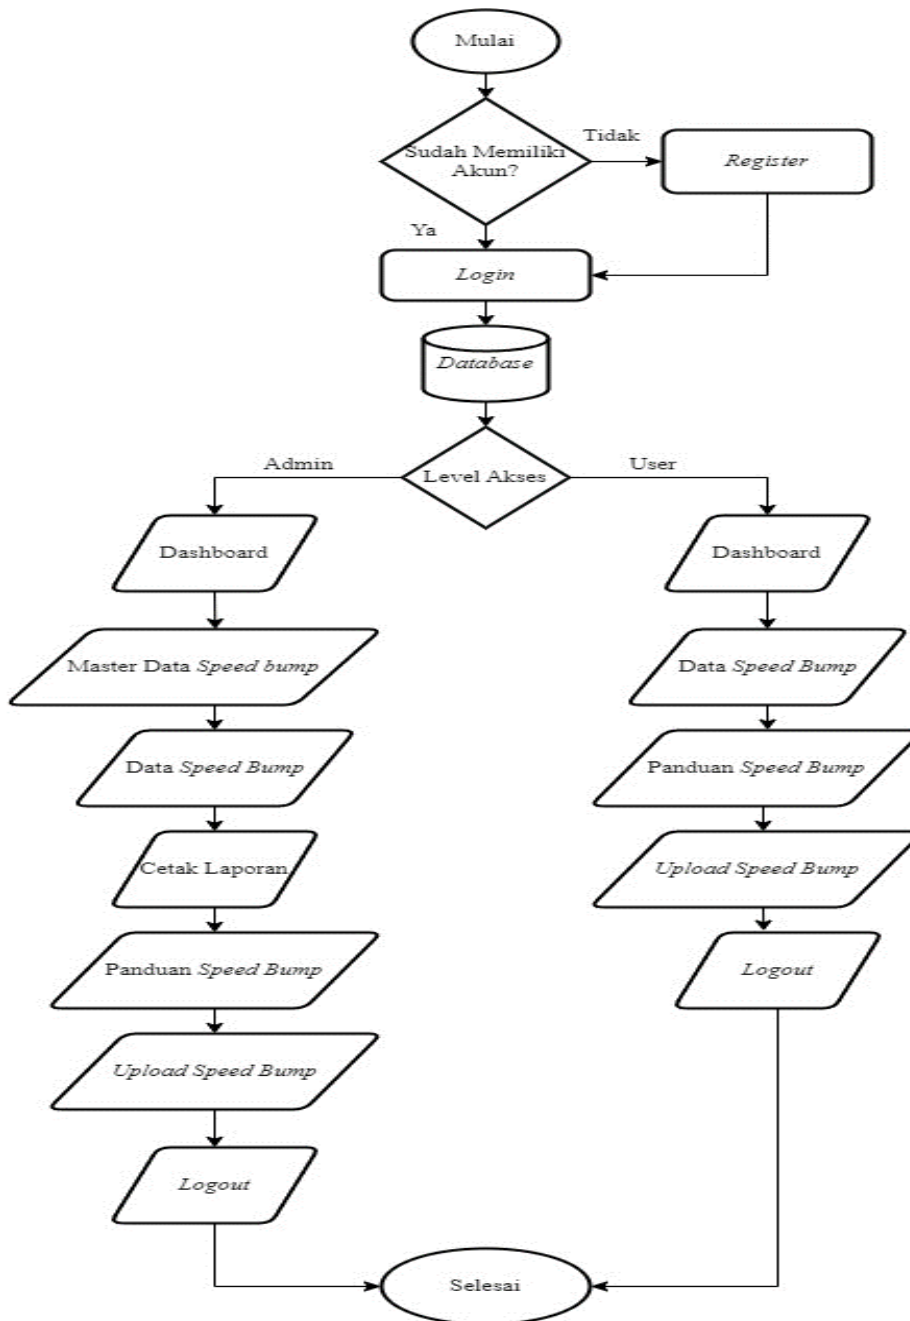 Mulai
Sudah Memiliki
Akun?
Tidak
Register
Ya
Login
Database
Level Akses
Admin
User
Dashboard
Master Data Speed bump
Data Speed Bump
Cetak Laporan
Panduan Speed Bump
Upload Speed Bump
Logout
Dashboard
Data Speed Bump
Panduan Speed Bump
Upload Speed Bump
Logout
Selesai